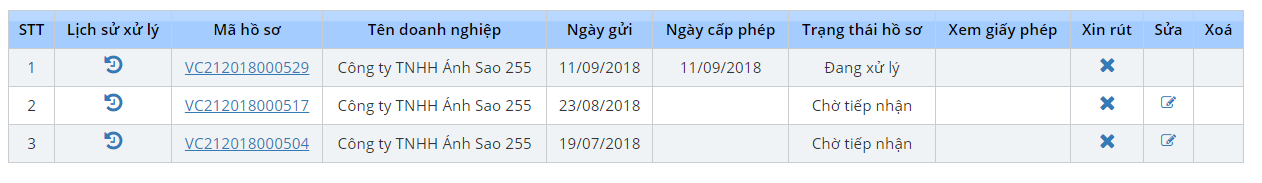 STT Lịch sử xử lý Mã hồ sơ Tên doanh nghiệp Ngày gửi Ngày cấp phép Trạng thái hồ sơ Xem giấy phép Xin rút Sửa Xoá
1 VC212018000529 Công ty TNHH Ánh Sao 255 11/09/2018 11/09/2018 Đang xử lý
2 VC212018000517 Công ty TNHH Ánh Sao 255 23/08/2018 Chờ tiếp nhận
3 VC212018000504 Công ty TNHH Ánh Sao 255 19/07/2018 Chờ tiếp nhận